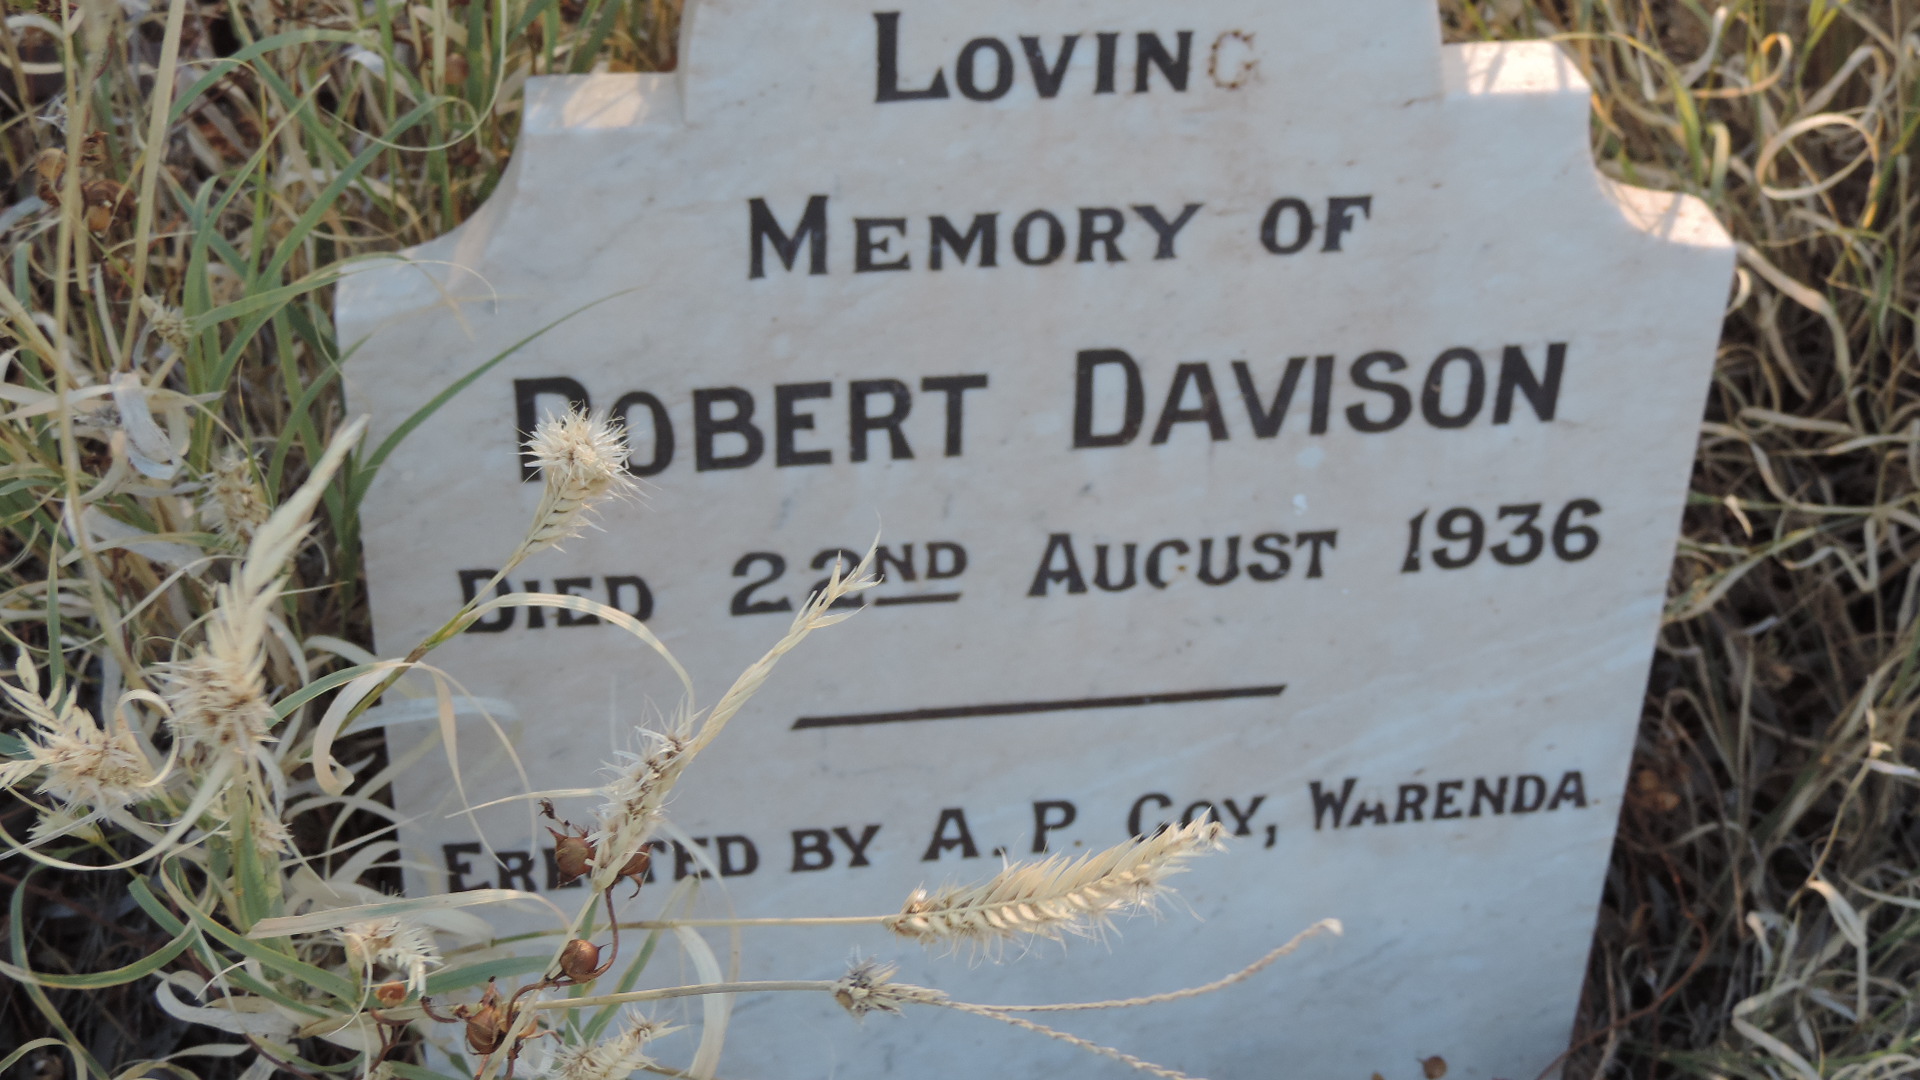 LOVING
MEMORY OF
ROBERT DAVISON
DIED 22ND AUGUST 1936
ERECTED BY A. P. COY, WARENDA